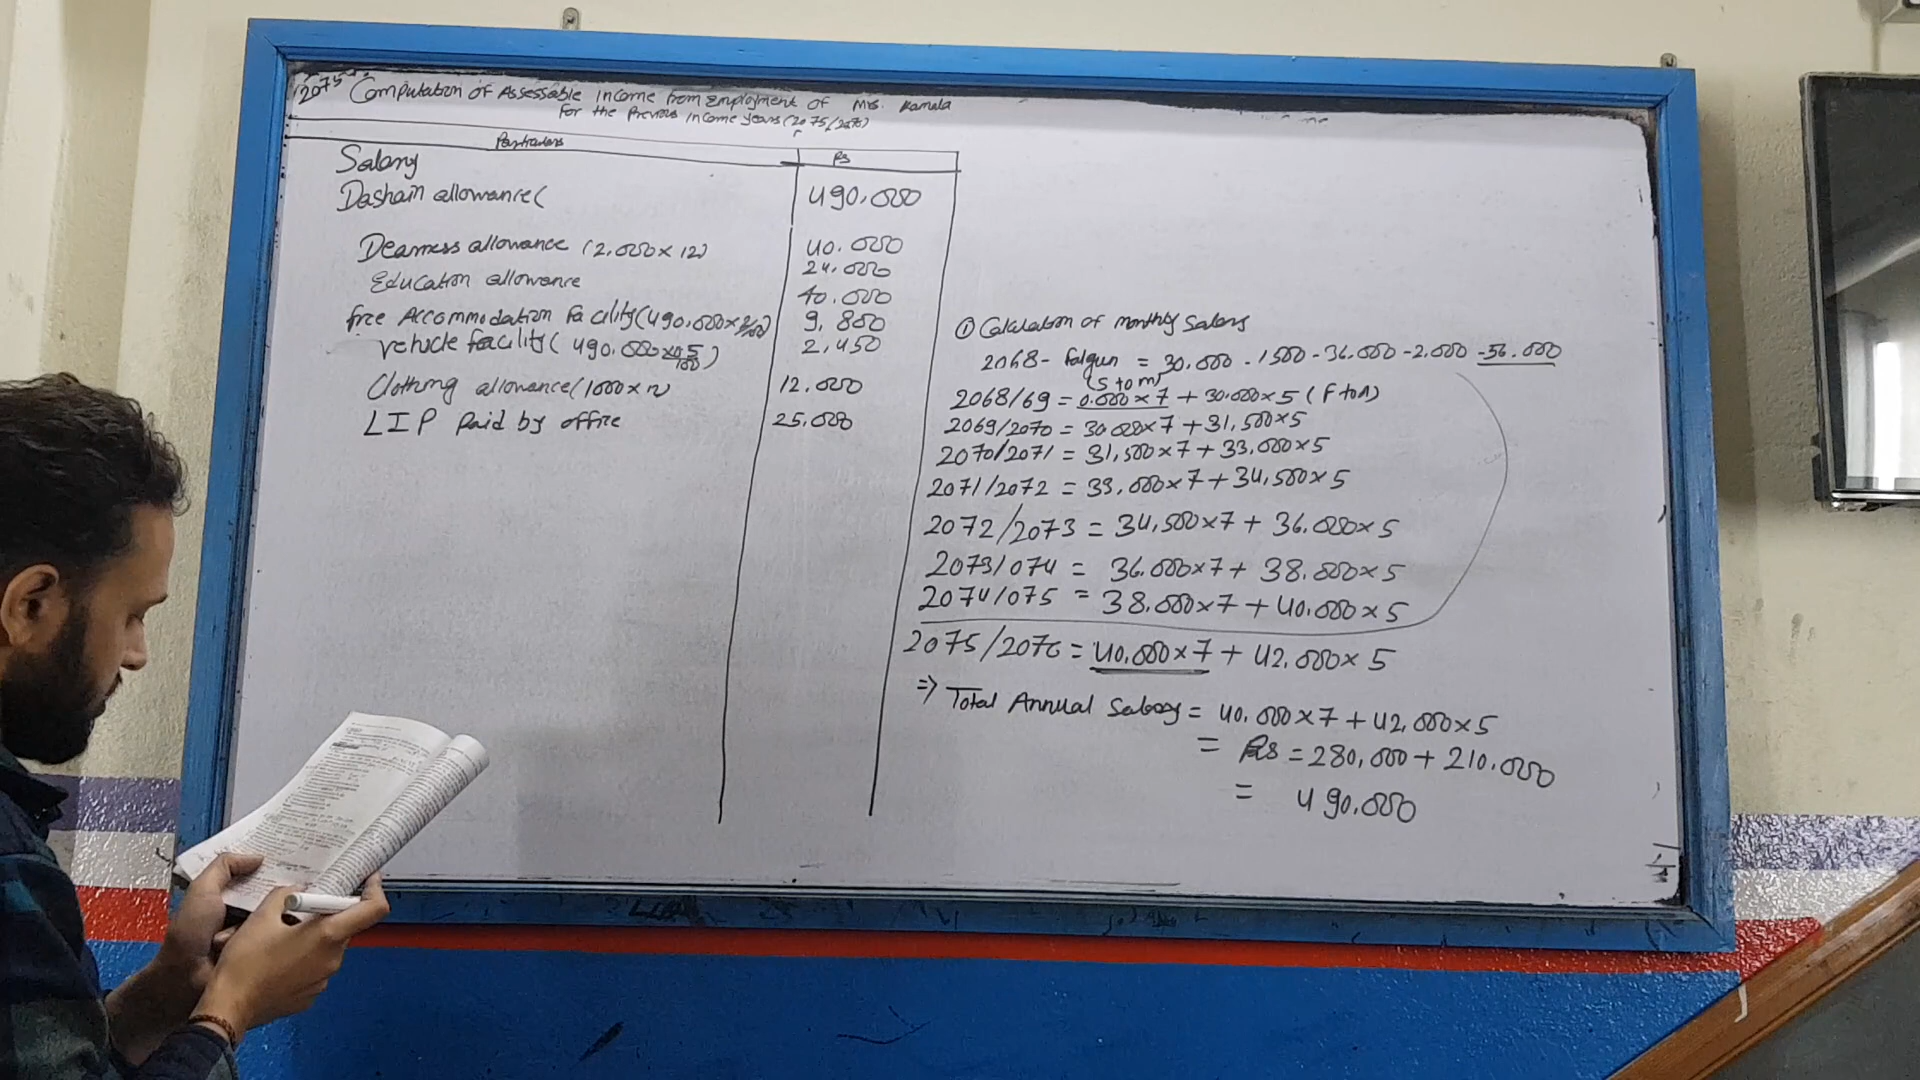 2075 Computation of Assessable Income from Employment of Mrs. Kamala
For the Previous Income years (2075/2076)
Particulars Rs
Salary
Dashain allowance( 490.000
Dearness allowance (2.000×12) 40.000
24.000
Education allowance
40.000
free Accommodation Facility(490.000×2/100) 9.800
vehicle facility( 490.000×0.5/100) 2.450
Clothing allowance(1000×12) 12.000
LIP Paid by office 25.000
① Calculation of monthly Salary
2068- Falgun = 30.000 - 1500 - 36.000 - 2.000 - 56.000
(S to m)
2068/69 = 0.000×7 + 30.000×5 (F to A)
2069/2070 = 30.000×7 + 31,500×5
2070/2071 = 31,500×7 + 33,000×5
2071/2072 = 33,000×7 + 34,500×5
2072/2073 = 34,500×7 + 36.000×5
2073/074 = 36.000×7 + 38.000×5
2074/075 = 38.000×7 + 40.000×5
2075/2076 = 40.000×7 + 42.000×5
⇒ Total Annual Salary = 40.000×7 + 42,000×5
= Rs = 280,000 + 210.000
= 490.000